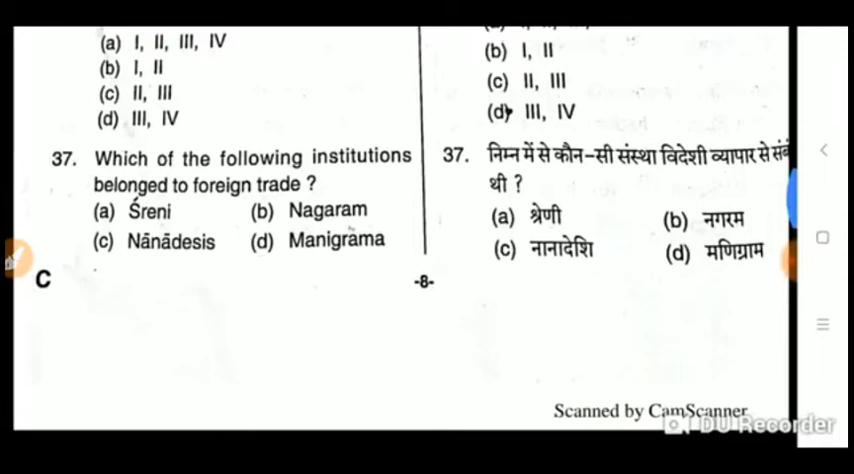 (a) I, II, III, IV
(b) I, II
(c) II, III
(d) III, IV
37. Which of the following institutions
belonged to foreign trade ?
(a) Śreni (b) Nagaram
(c) Nānādesis (d) Manigrama
C
-8-
(b) I, II
(c) II, III
(d) III, IV
37. निम्न में से कौन-सी संस्था विदेशी व्यापार से
थी ?
(a) श्रेणी (b) नगरम
(c) नानादेशि (d) मणिग्राम
Scanned by CamScanner
DU Recorder